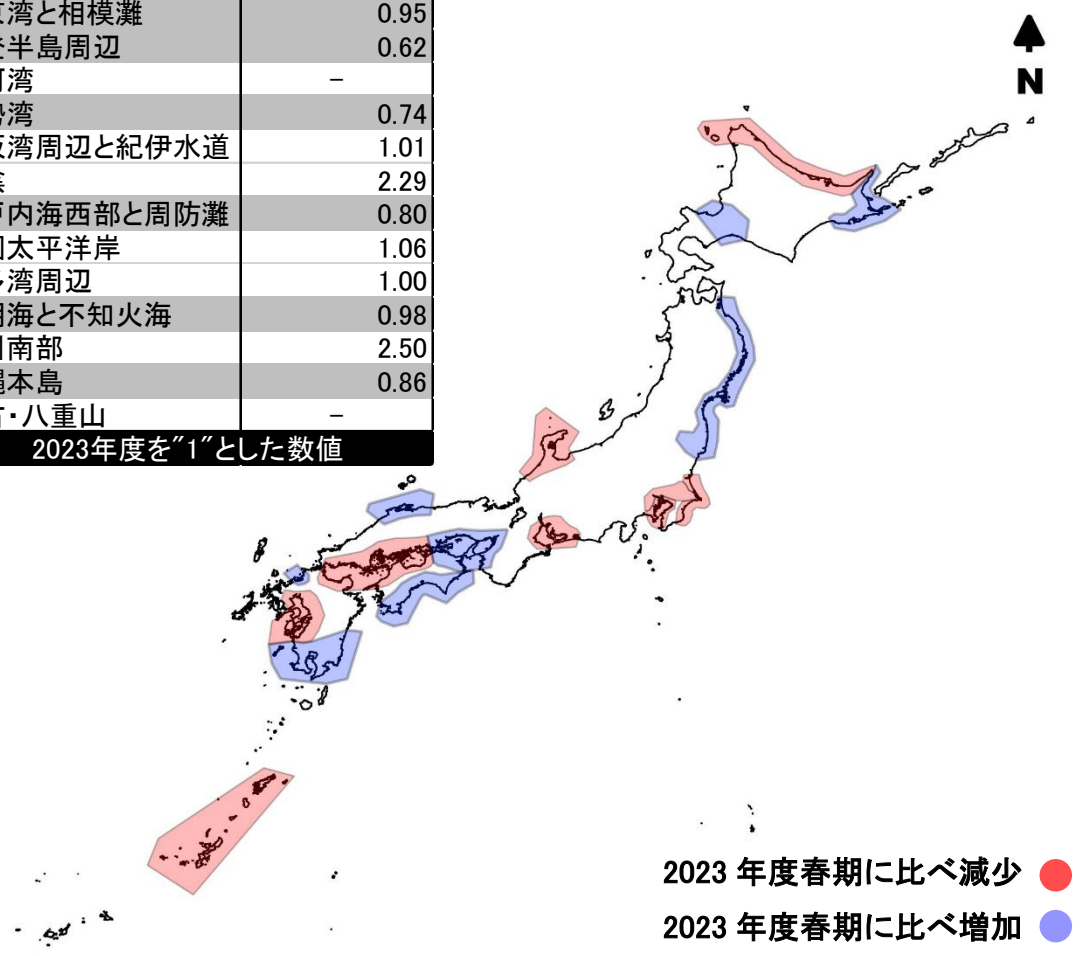 湾と相模灘 0.95
半島周辺 0.62
湾 -
湾 0.74
湾周辺と紀伊水道 1.01
2.29
内海西部と周防灘 0.80
太平洋岸 1.06
湾周辺 1.00
海と不知火海 0.98
南部 2.50
本島 0.86
・八重山 -
2023年度を"1"とした数値
N
2023 年度春期に比べ減少
2023 年度春期に比べ増加